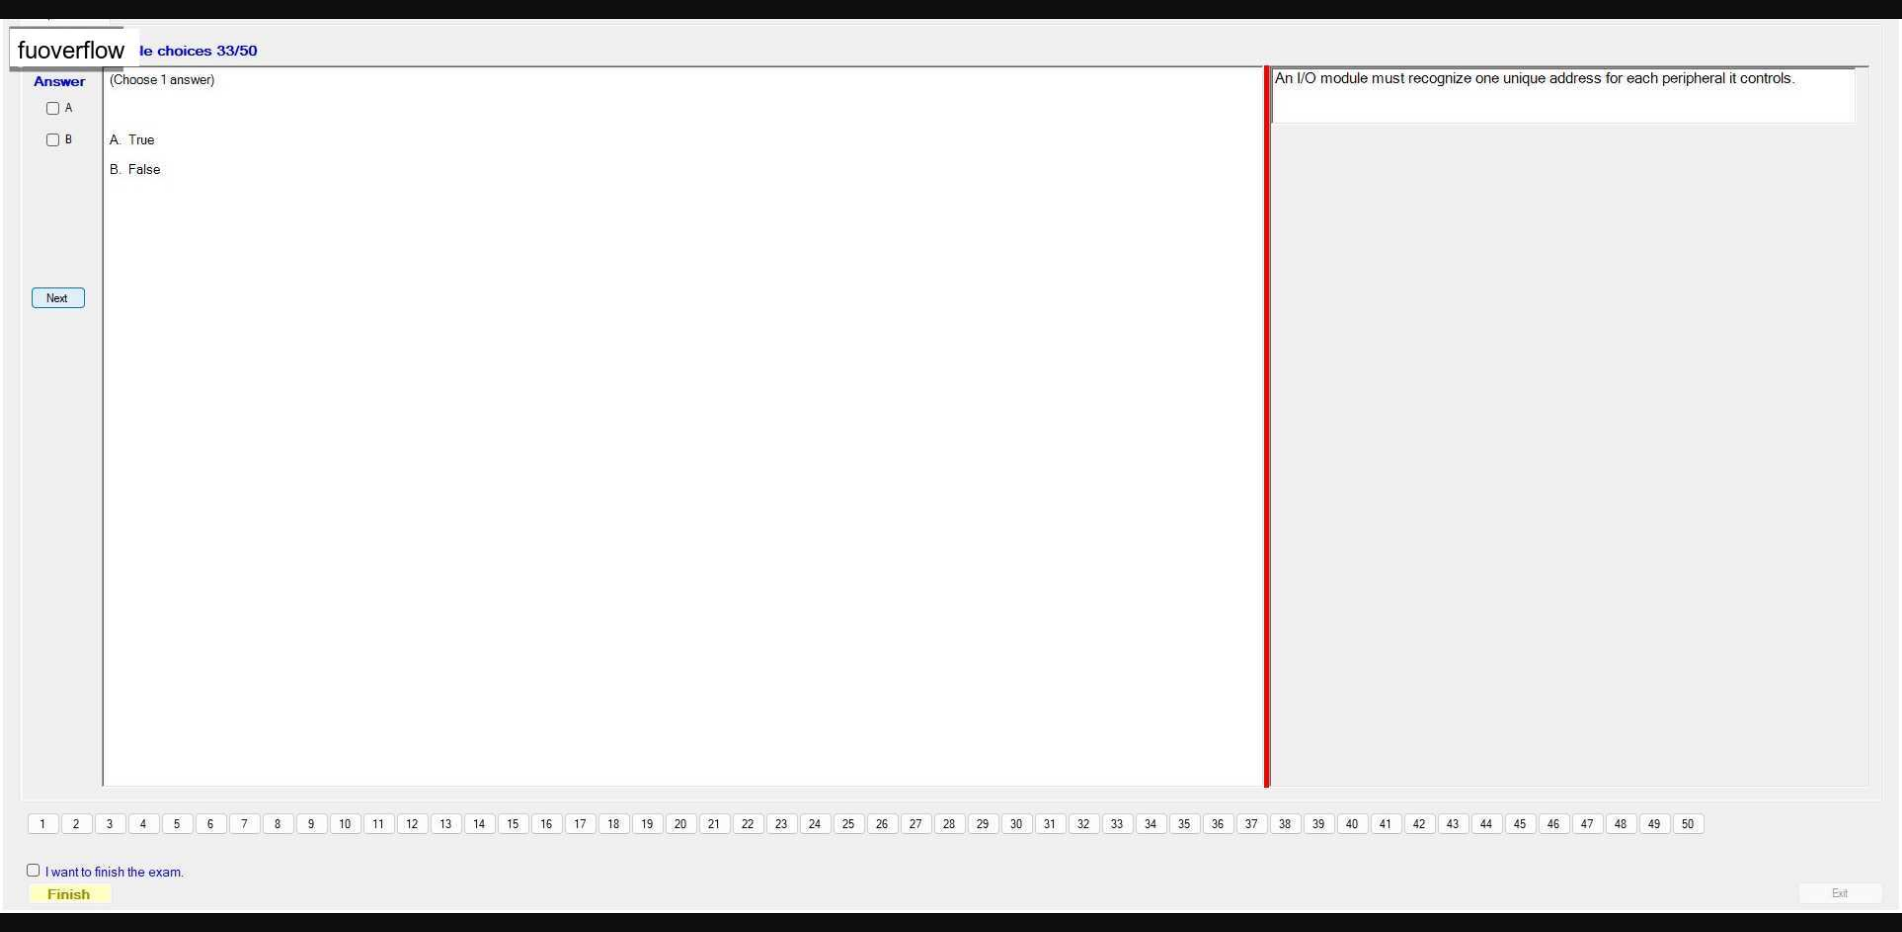 fuoverflow
le choices 33/50
Answer
A
B
Next
(Choose 1 answer)
A. True
B. False
An I/O module must recognize one unique address for each peripheral it controls.
1 2 3 4 5 6 7 8 9 10 11 12 13 14 15 16 17 18 19 20 21 22 23 24 25 26 27 28 29 30 31 32 33 34 35 36 37 38 39 40 41 42 43 44 45 46 47 48 49 50
I want to finish the exam.
Finish
Exit